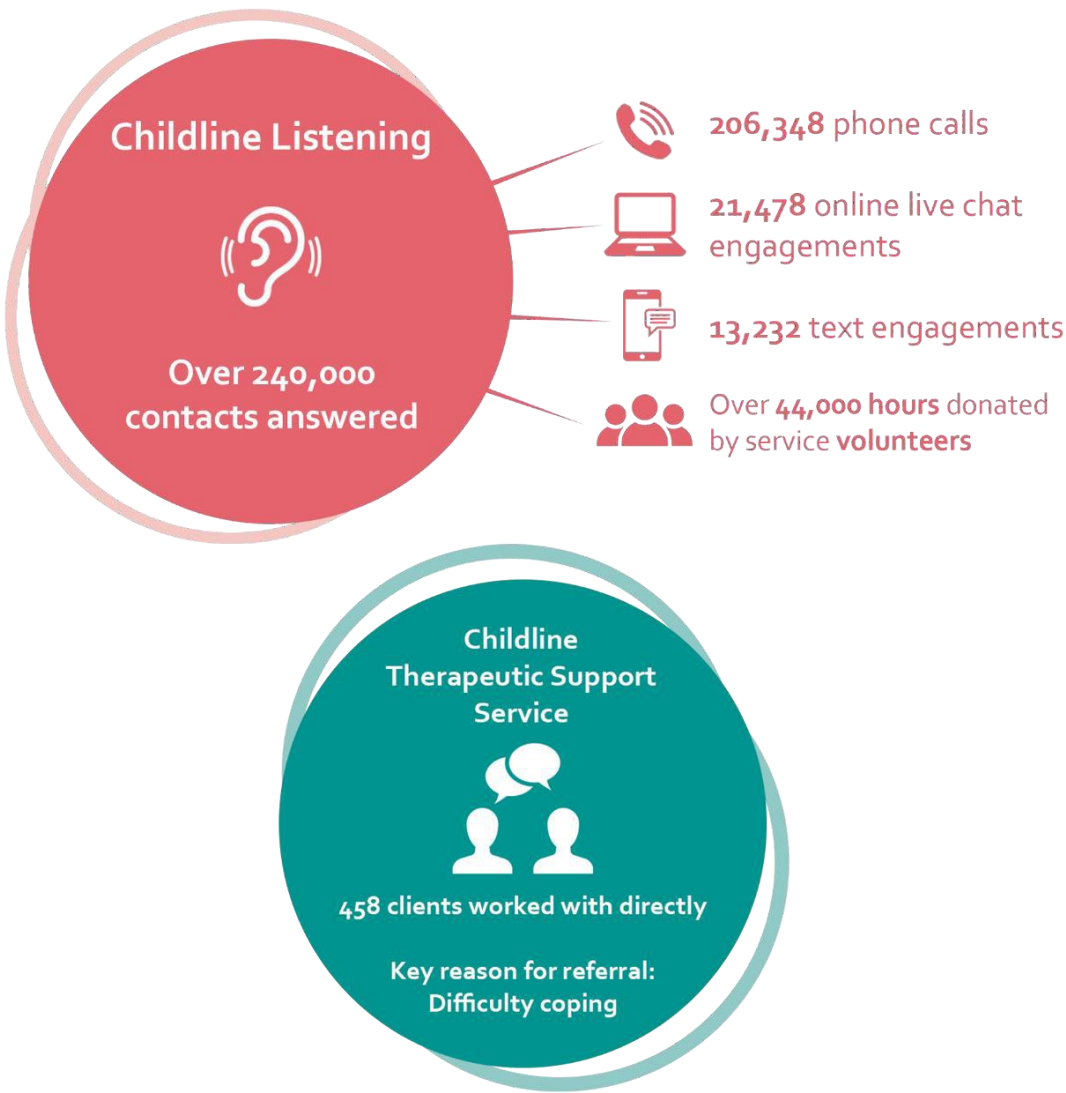 Childline Listening
Over 240,000
contacts answered
206,348 phone calls
21,478 online live chat
engagements
13,232 text engagements
Over 44,000 hours donated
by service volunteers
Childline
Therapeutic Support
Service
458 clients worked with directly
Key reason for referral:
Difficulty coping